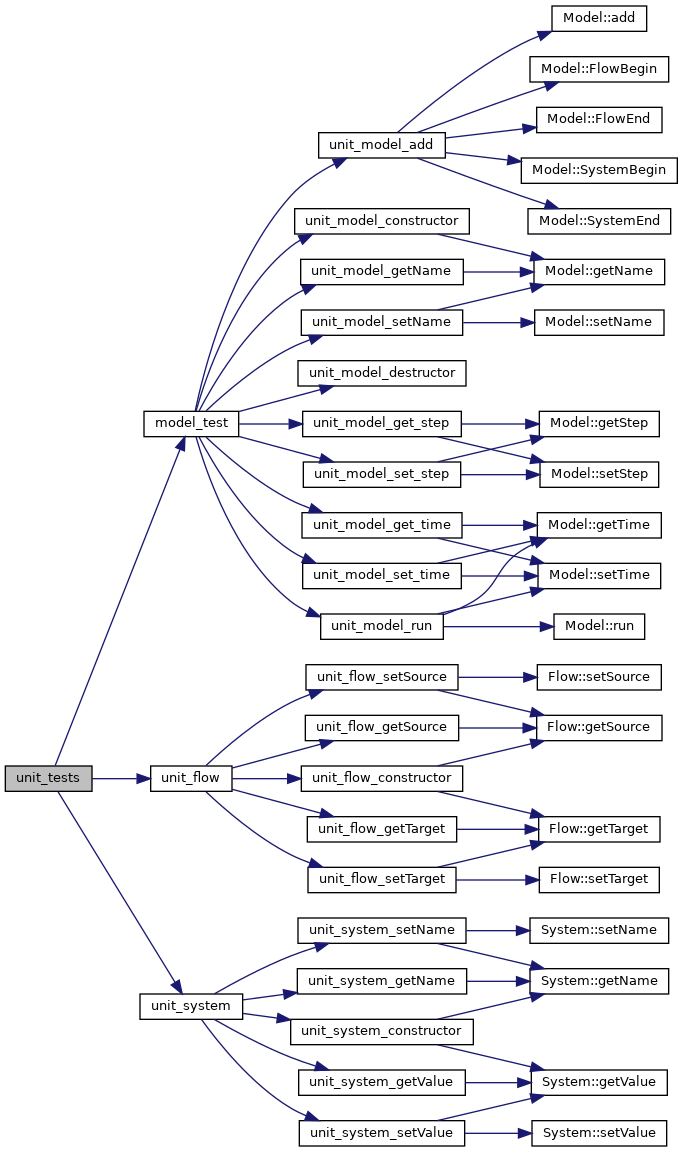 Model::add
Model::FlowBegin
Model::FlowEnd
unit_model_add
Model::SystemBegin
Model::SystemEnd
unit_model_constructor
unit_model_getName
Model::getName
unit_model_setName
Model::setName
unit_model_destructor
model_test
unit_model_get_step
Model::getStep
unit_model_set_step
Model::setStep
unit_model_get_time
Model::getTime
unit_model_set_time
Model::setTime
unit_model_run
Model::run
unit_flow_setSource
Flow::setSource
unit_flow_getSource
Flow::getSource
unit_tests
unit_flow
unit_flow_constructor
unit_flow_getTarget
Flow::getTarget
unit_flow_setTarget
Flow::setTarget
unit_system_setName
System::setName
unit_system_getName
System::getName
unit_system
unit_system_constructor
unit_system_getValue
System::getValue
unit_system_setValue
System::setValue